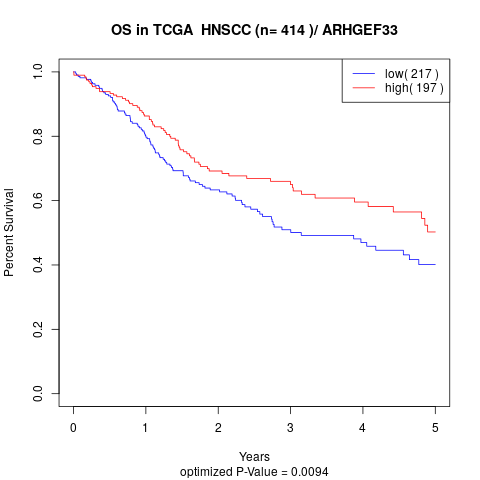 OS in TCGA  HNSCC (n= 414 )/ ARHGEF33
low( 217 )
high( 197 )
Percent Survival
1.0
0.8
0.6
0.4
0.2
0.0
0 1 2 3 4 5
Years
optimized P-Value = 0.0094